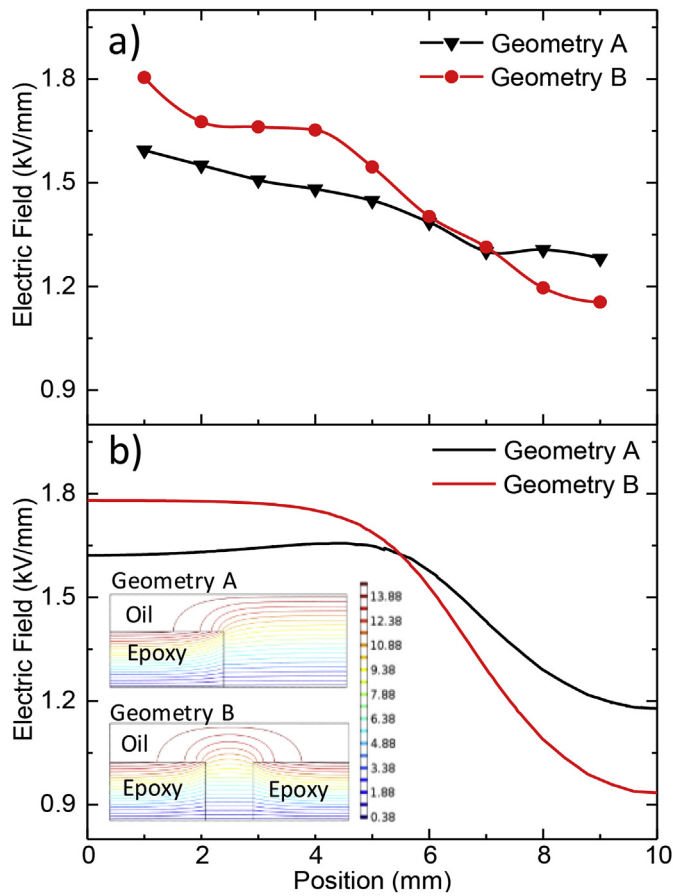 a)
Geometry A
Geometry B
1.8
1.5
1.2
0.9
Electric Field (kV/mm)
b)
Geometry A
Geometry B
1.8
1.5
1.2
0.9
Electric Field (kV/mm)
Geometry A
Oil
Epoxy
Geometry B
Oil
Epoxy Epoxy
13.88
12.38
10.88
9.38
7.88
6.38
4.88
3.38
1.88
0.38
0 2 4 6 8 10
Position (mm)